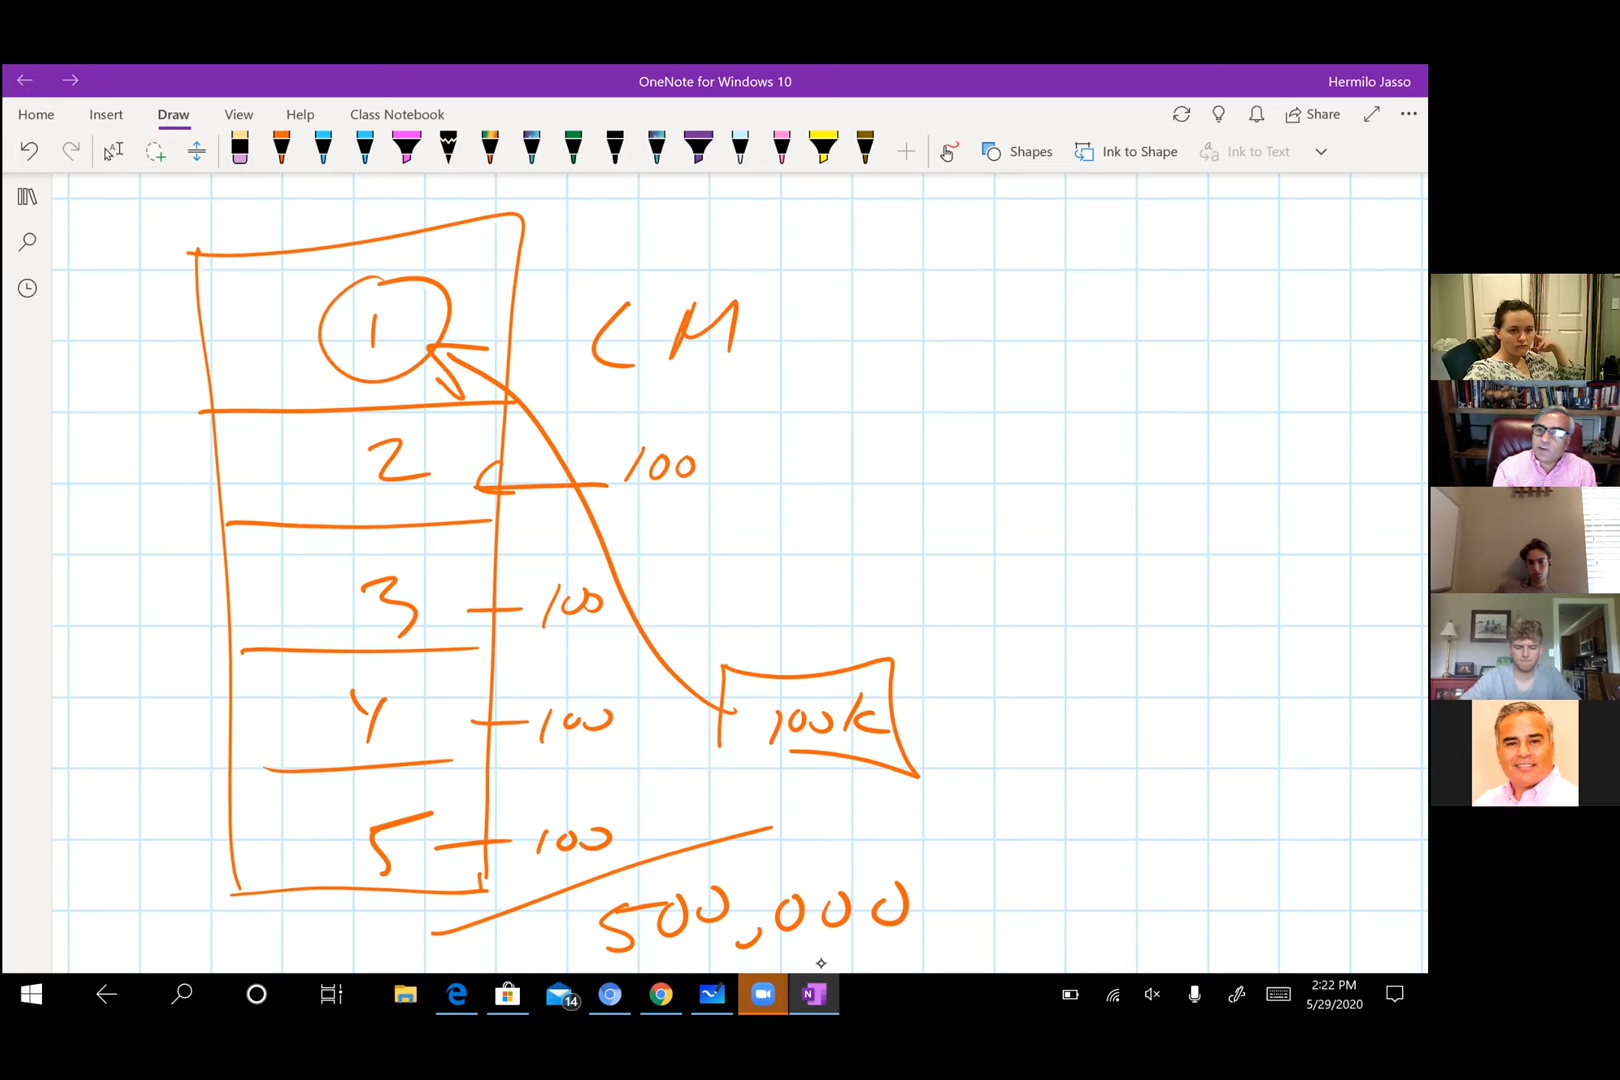 OneNote for Windows 10
Hermilo Jasso
Home Insert Draw View Help Class Notebook
Share
Shapes
Ink to Shape
Ink to Text
1
CM
2
100
3
100
4
100
100k
5
100
500,000
14
2:22 PM
5/29/2020